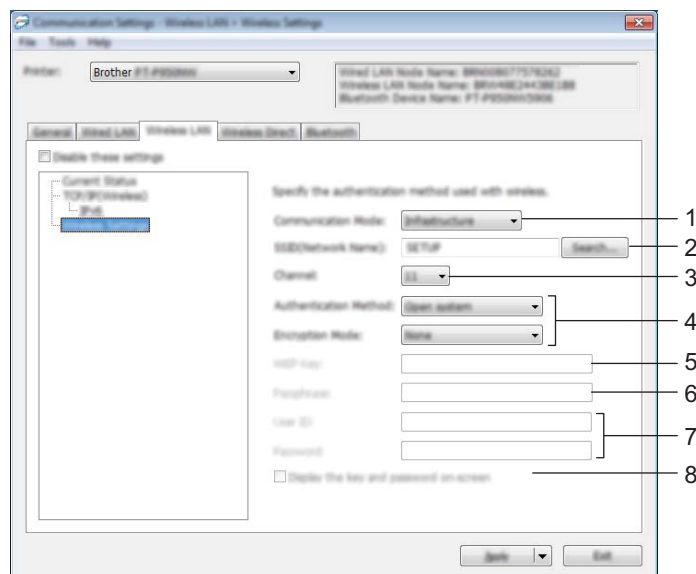 Communication Settings - Wireless LAN > Wireless Settings
File Tools Help
Printer: Brother PT-P950NW
Wired LAN Node Name:
Wireless LAN Node Name:
Bluetooth Device Name:
General Wired LAN Wireless LAN Wireless Direct Bluetooth
Disable these settings
Current Status
TCP/IP(Wireless)
IPv6
Wireless Settings
Specify the authentication method used with wireless.
Communication Mode: Infrastructure 1
SSID(Network Name): SETUP Search... 2
Channel: 11 3
Authentication Method: Open system 4
Encryption Mode: None
WEP Key: 5
Passphrase: 6
User ID: 7
Password:
Display the key and password on-screen 8
Apply Exit